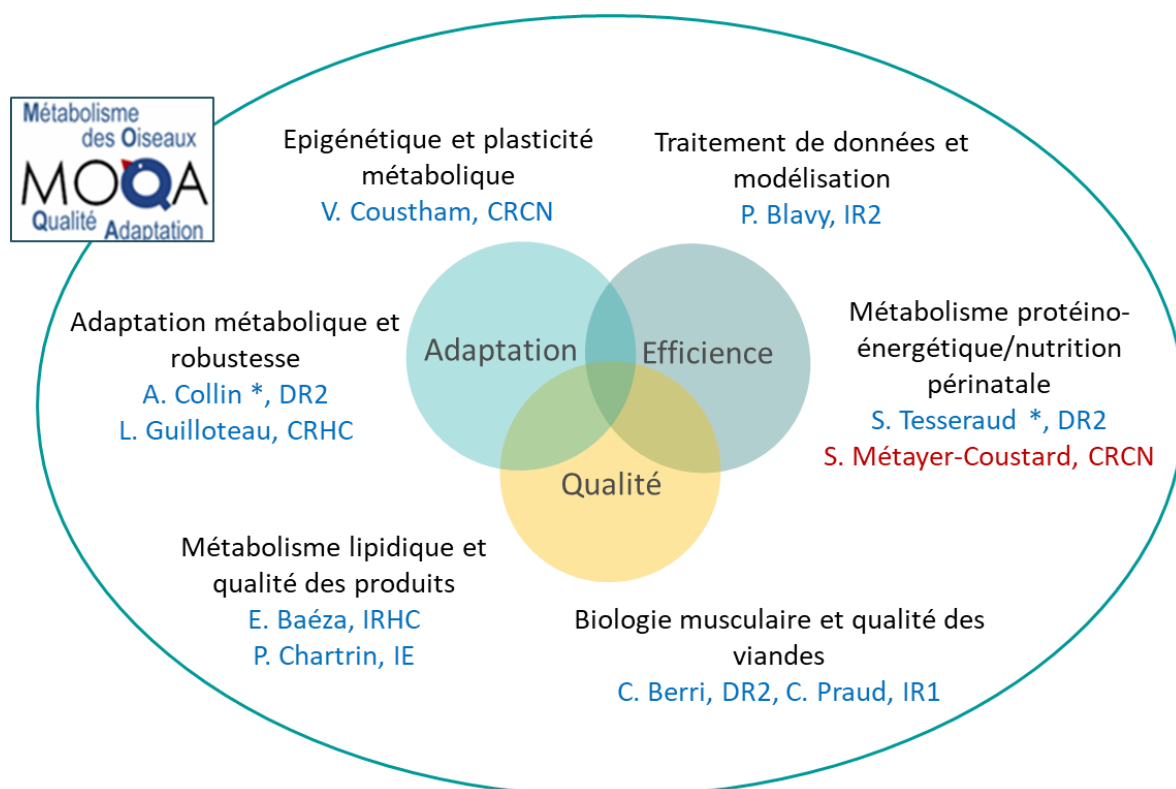 Métabolisme
des Oiseaux
MOQA
Qualité
Adaptation
Epigénétique et plasticité
métabolique
V. Coustham, CRCN
Traitement de données et
modélisation
P. Blavy, IR2
Adaptation métabolique et
robustesse
A. Collin *, DR2
L. Guilloteau, CRHC
Adaptation
Efficience
Qualité
Métabolisme protéino-
énergétique/nutrition
périnatale
S. Tesseraud *, DR2
S. Métayer-Coustard, CRCN
Métabolisme lipidique et
qualité des produits
E. Baéza, IRHC
P. Chartrin, IE
Biologie musculaire et qualité des
viandes
C. Berri, DR2, C. Praud, IR1